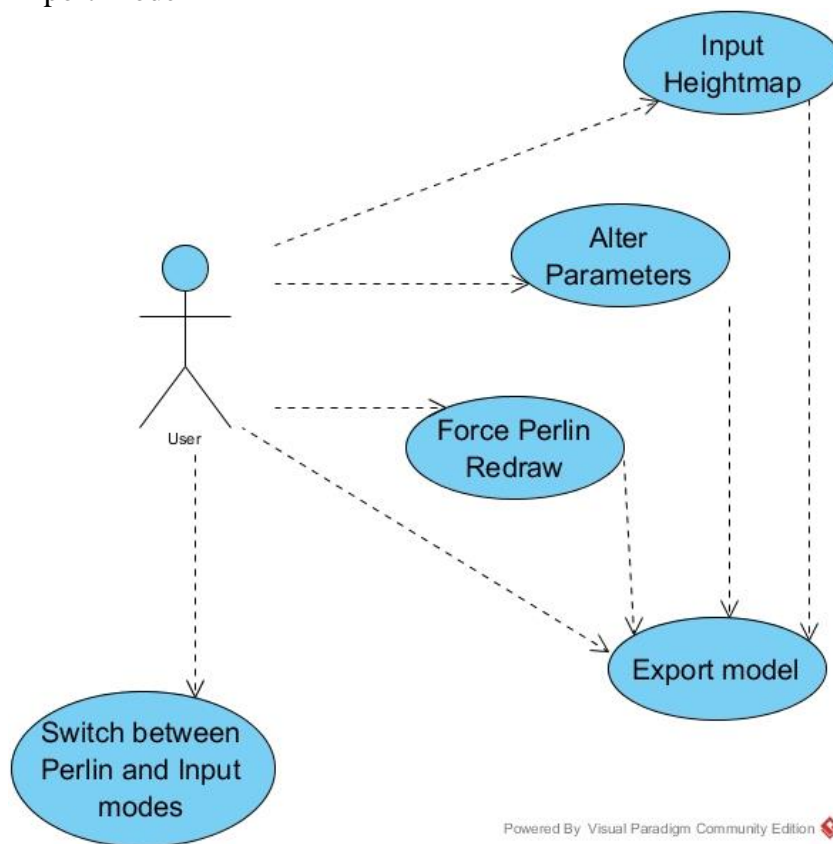 Input
Heightmap
Alter
Parameters
User
Force Perlin
Redraw
Export model
Switch between
Perlin and Input
modes
Powered By Visual Paradigm Community Edition